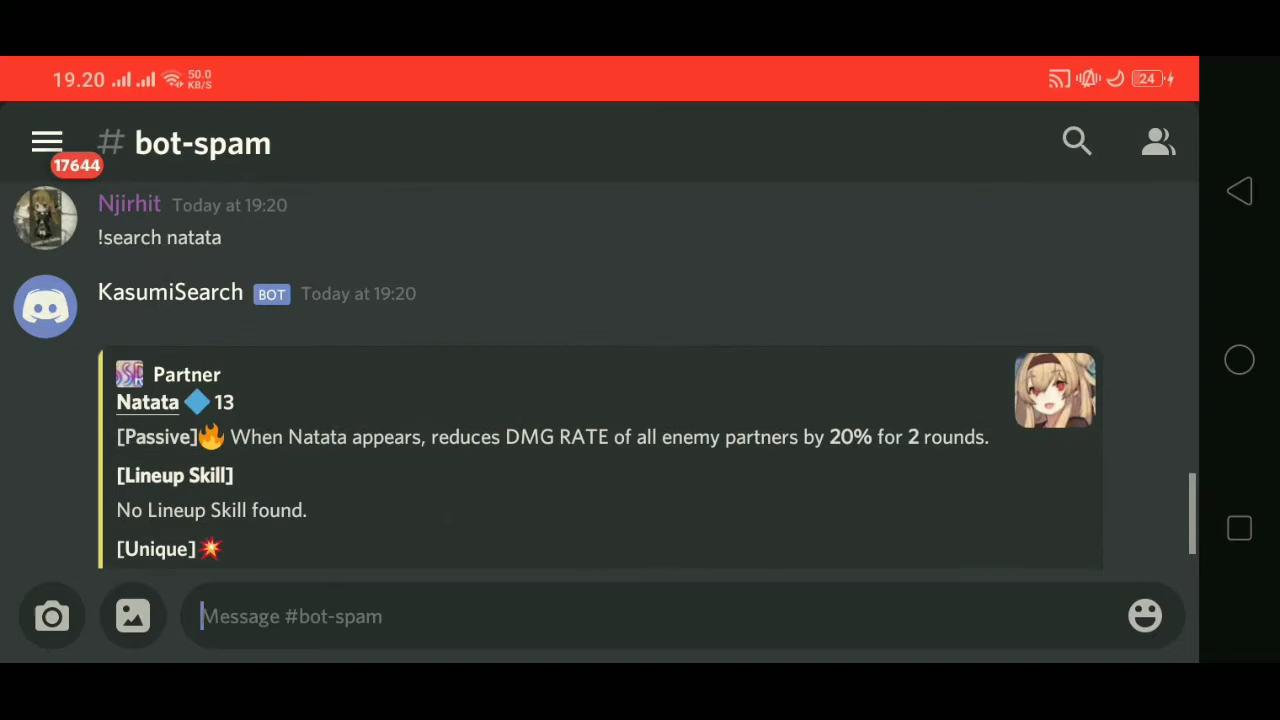 19.20 50.0 KB/S 24
# bot-spam
17644
Njirhit Today at 19:20
!search natata
KasumiSearch BOT Today at 19:20
SSR Partner
Natata 13
[Passive]🔥 When Natata appears, reduces DMG RATE of all enemy partners by 20% for 2 rounds.
[Lineup Skill]
No Lineup Skill found.
[Unique]💥
Message #bot-spam